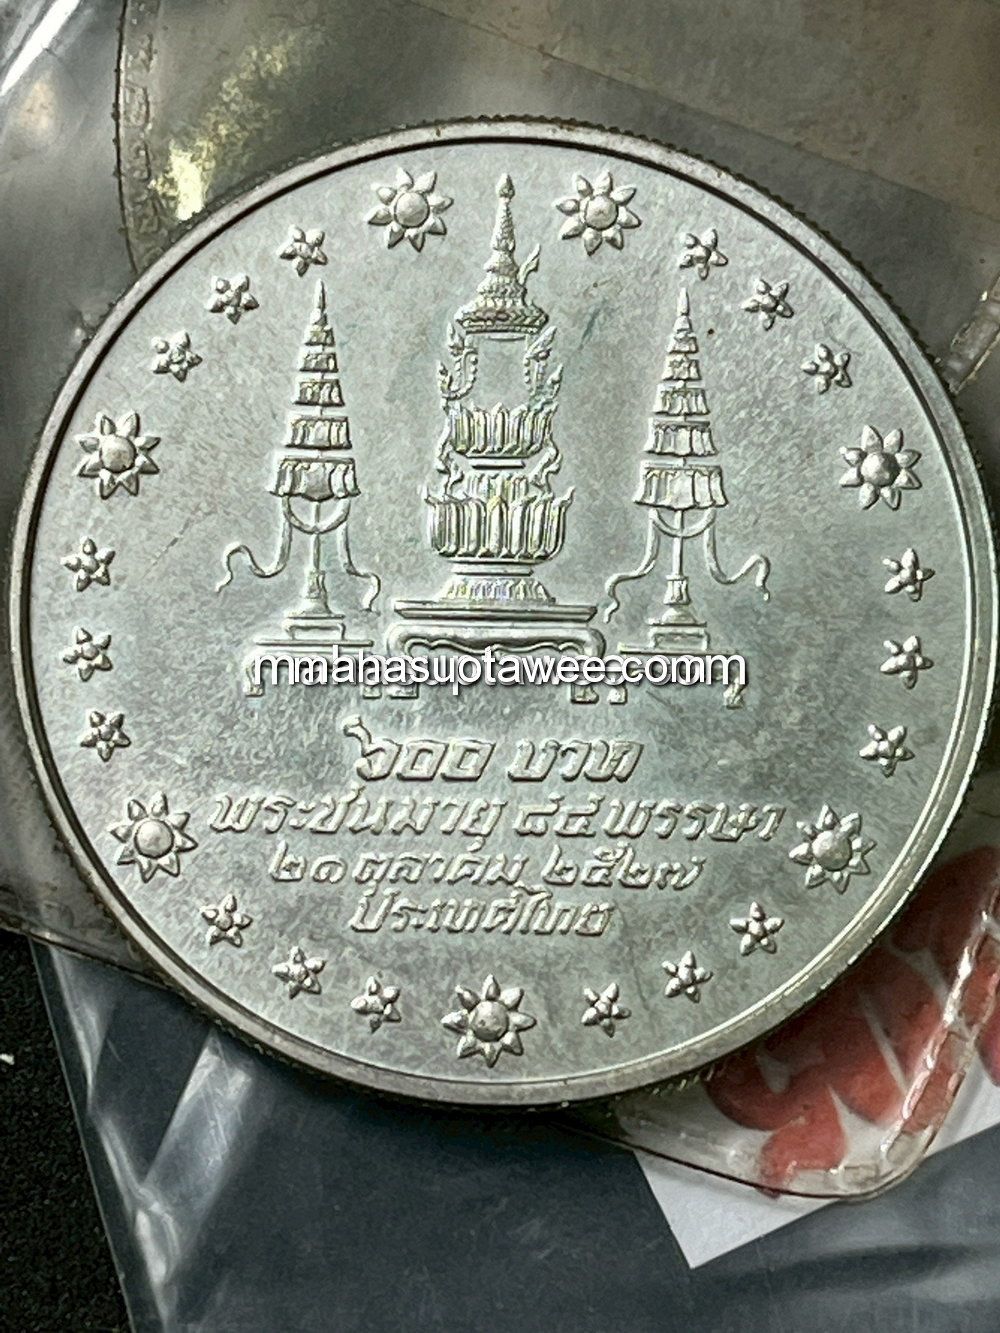 mmahasuptawee.comm
๖๐๐ บาท
พระชนมายุ ๘๔ พรรษา
๒๑ ตุลาคม ๒๕๒๗
ประเทศไทย